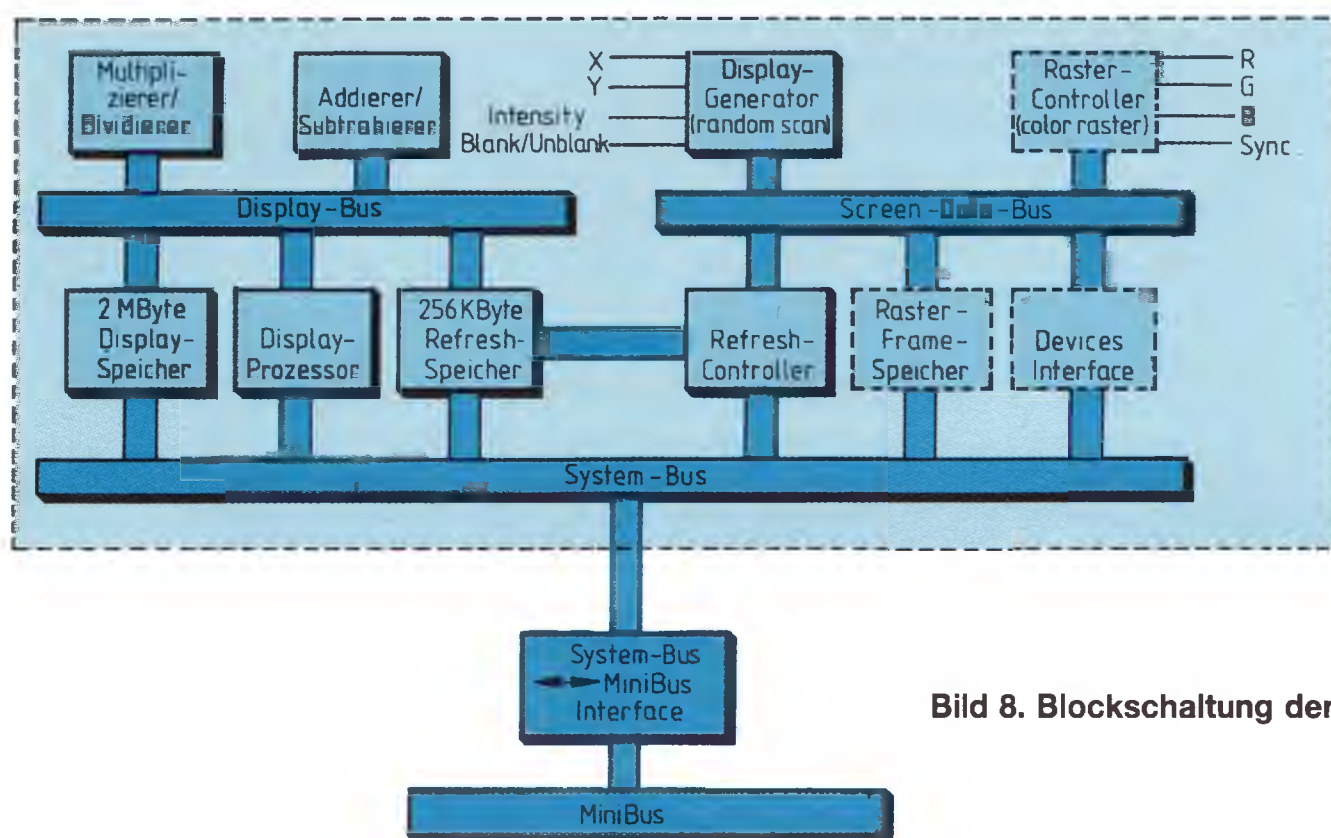 Multipli-
zierer/
Dividierer
Addierer/
Subtrahierer
X
Y
Intensity
Blank/Unblank
Display-
Generator
(random scan)
Raster-
Controller
(color raster)
R
G
B
Sync
Display-Bus
Screen-Data-Bus
2 MByte
Display-
Speicher
Display-
Prozessor
256KByte
Refresh-
Speicher
Refresh-
Controller
Raster-
Frame-
Speicher
Devices
Interface
System-Bus
System-Bus
MiniBus
Interface
Bild 8. Blockschaltung der
MiniBus